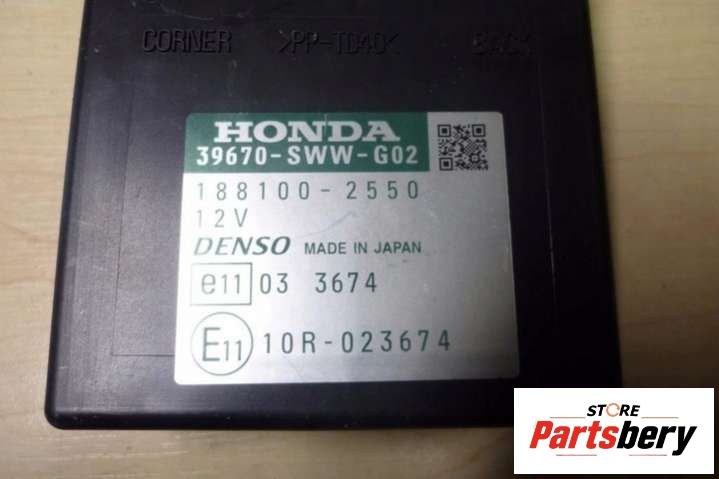 CORNER >PP-TD40< BACK
HONDA
39670-SWW-G02
188100-2550
12V
DENSO MADE IN JAPAN
e11 03 3674
E11 10R-023674
STORE
Partsbery